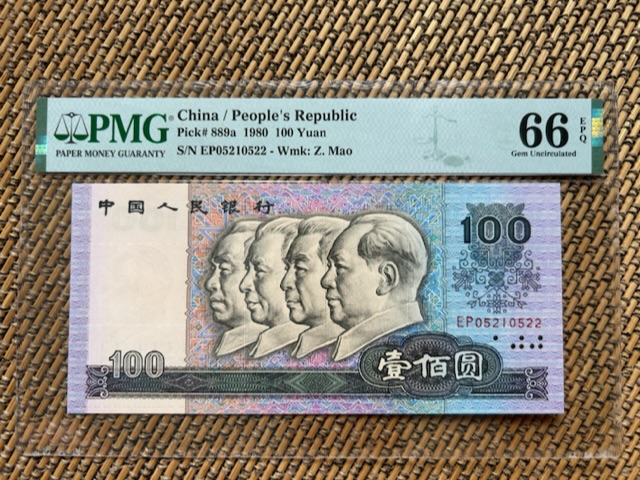 PMG
PAPER MONEY GUARANTY
China / People's Republic
Pick# 889a 1980 100 Yuan
S/N EP05210522 - Wmk: Z. Mao
66 EPQ
Gem Uncirculated
中国人民银行
100
EP05210522
100
壹佰圆